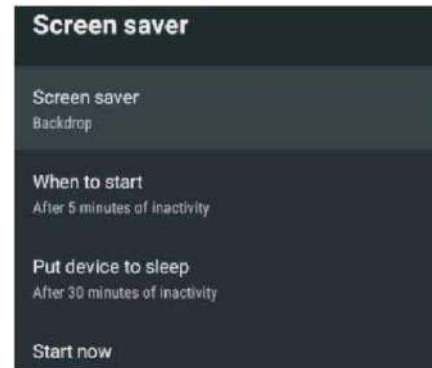 Screen saver
Screen saver
Backdrop
When to start
After 5 minutes of inactivity
Put device to sleep
After 30 minutes of inactivity
Start now